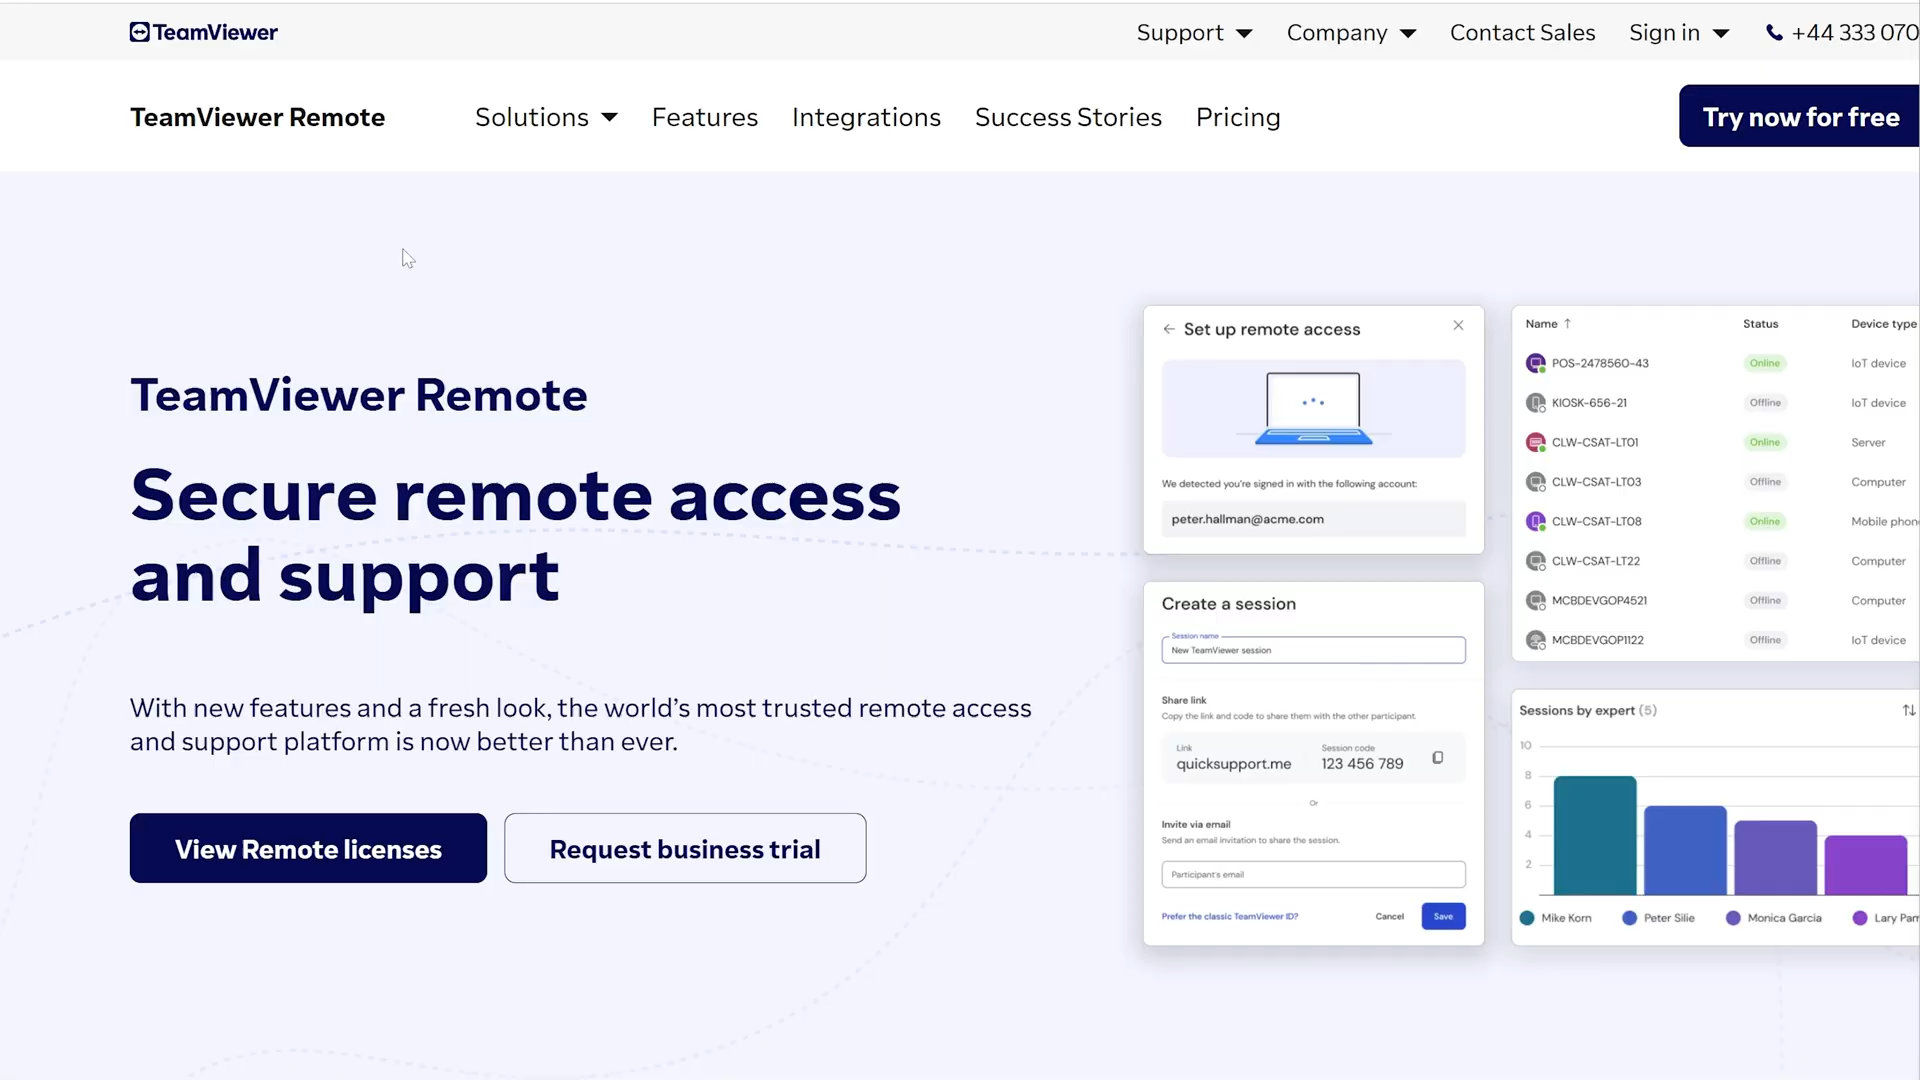 TeamViewer
Support
Company
Contact Sales
Sign in
+44 333 070
TeamViewer Remote
Solutions
Features
Integrations
Success Stories
Pricing
Try now for free
TeamViewer Remote
Secure remote access
and support
With new features and a fresh look, the world’s most trusted remote access
and support platform is now better than ever.
View Remote licenses
Request business trial
Set up remote access
We detected you're signed in with the following account:
peter.hallman@acme.com
Create a session
Session name
New TeamViewer session
Share link
Copy the link and code to share them with the other participant.
Link
quicksupport.me
Session code
123 456 789
Or
Invite via email
Send an email invitation to share the session.
Participant's email
Prefer the classic TeamViewer ID?
Cancel
Save
Name ↑ Status Device type
POS-2478560-43 Online IoT device
KIOSK-656-21 Offline IoT device
CLW-CSAT-LT01 Online Server
CLW-CSAT-LT03 Offline Computer
CLW-CSAT-LT08 Online Mobile phon
CLW-CSAT-LT22 Offline Computer
MCBDEVGOP4521 Offline Computer
MCBDEVGOP1122 Offline IoT device
Sessions by expert (5)
10
8
6
4
2
Mike Korn
Peter Silie
Monica Garcia
Lary Par